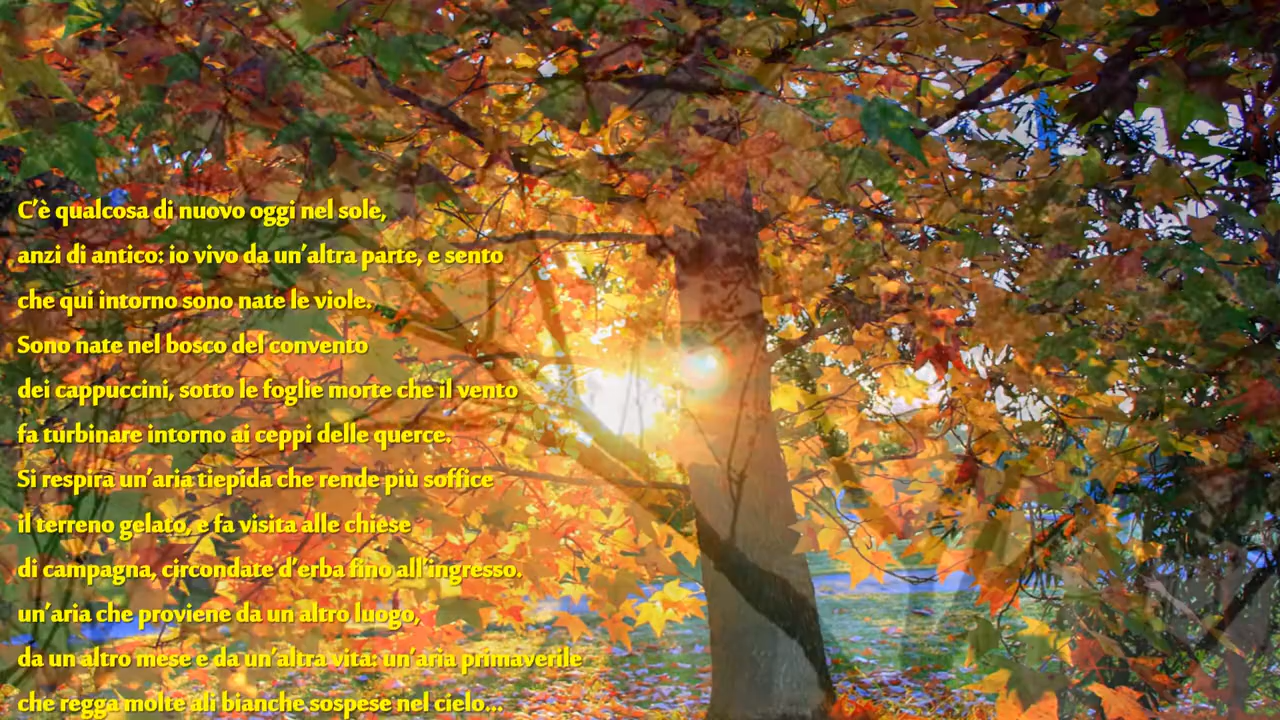 C'è qualcosa di nuovo oggi nel sole,
anzi di antico: io vivo da un'altra parte, e sento
che qui intorno sono nate le viole.
Sono nate nel bosco del convento
dei cappuccini, sotto le foglie morte che il vento
fa turbinare intorno ai ceppi delle querce.
Si respira un'aria tiepida che rende più soffice
il terreno gelato, e fa visita alle chiese
di campagna, circondate d'erba fino all'ingresso.
un'aria che proviene da un altro luogo,
da un altro mese e da un'altra vita: un'aria primaverile
che regga molte ali bianche sospese nel cielo...